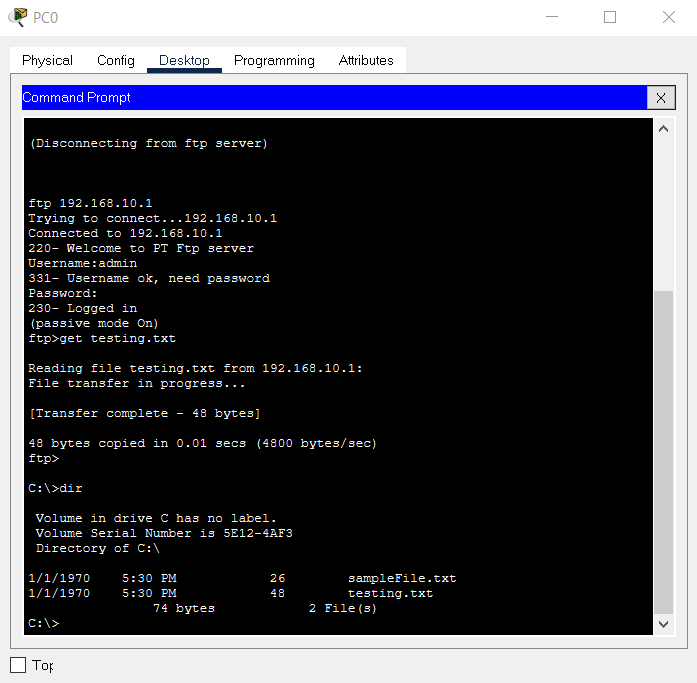 PC0
Physical Config Desktop Programming Attributes
Command Prompt X
(Disconnecting from ftp server)
ftp 192.168.10.1
Trying to connect...192.168.10.1
Connected to 192.168.10.1
220- Welcome to PT Ftp server
Username:admin
331- Username ok, need password
Password:
230- Logged in
(passive mode On)
ftp>get testing.txt
Reading file testing.txt from 192.168.10.1:
File transfer in progress...
[Transfer complete - 48 bytes]
48 bytes copied in 0.01 secs (4800 bytes/sec)
ftp>
C:\>dir
Volume in drive C has no label.
Volume Serial Number is 5E12-4AF3
Directory of C:\
1/1/1970 5:30 PM 26 sampleFile.txt
1/1/1970 5:30 PM 48 testing.txt
74 bytes 2 File(s)
C:\>
Top